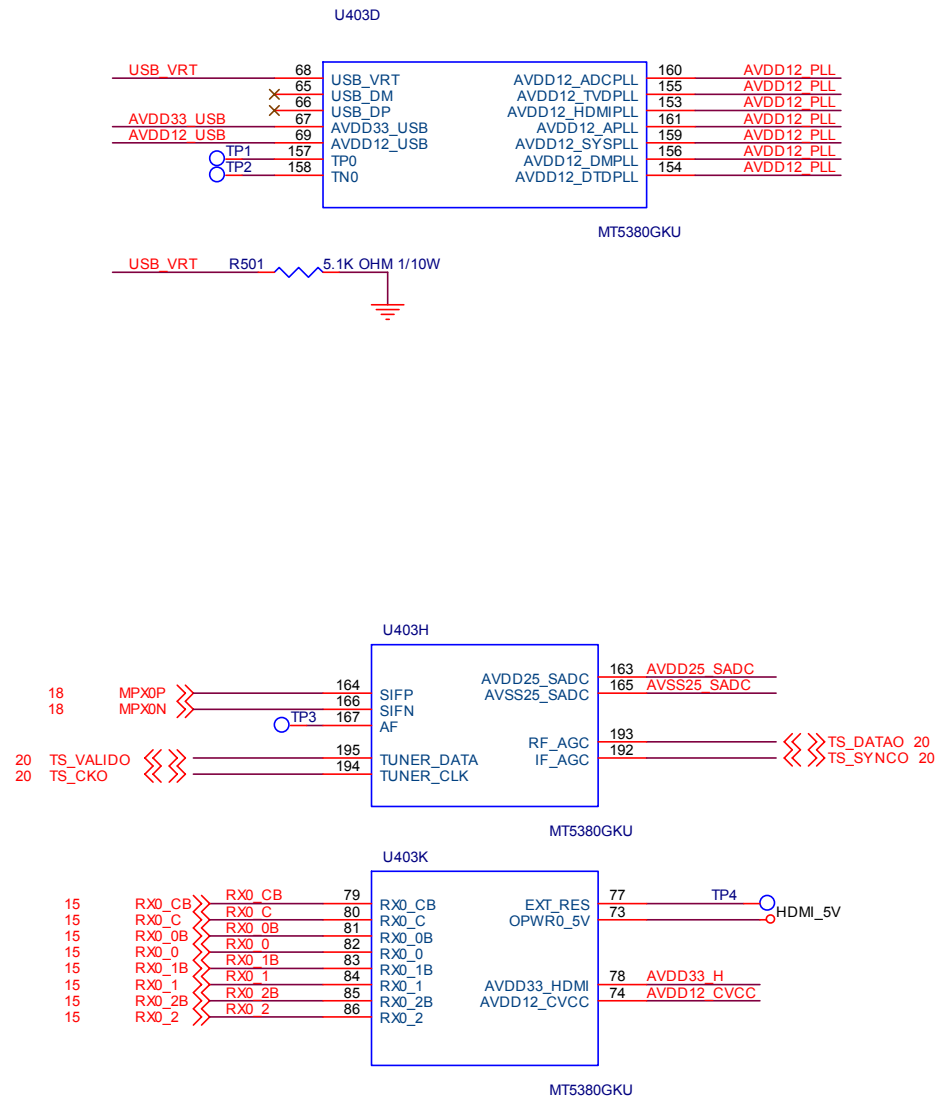 U403D
USB_VRT 68 USB_VRT AVDD12_ADCPLL 160 AVDD12_PLL
65 USB_DM AVDD12_TVDPLL 155 AVDD12_PLL
66 USB_DP AVDD12_HDMIPLL 153 AVDD12_PLL
AVDD33_USB 67 AVDD33_USB AVDD12_APLL 161 AVDD12_PLL
AVDD12_USB 69 AVDD12_USB AVDD12_SYSPLL 159 AVDD12_PLL
TP1 157 TP0 AVDD12_DMPLL 156 AVDD12_PLL
TP2 158 TN0 AVDD12_DTDPLL 154 AVDD12_PLL
MT5380GKU
USB_VRT R501 5.1K OHM 1/10W
U403H
AVDD25_SADC 163 AVDD25_SADC
18 MPX0P 164 SIFP AVSS25_SADC 165 AVSS25_SADC
18 MPX0N 166 SIFN
TP3 167 AF
RF_AGC 193 TS_DATAO 20
20 TS_VALIDO 195 TUNER_DATA IF_AGC 192 TS_SYNCO 20
20 TS_CKO 194 TUNER_CLK
MT5380GKU
U403K
15 RX0_CB RX0_CB 79 RX0_CB EXT_RES 77 TP4
15 RX0_C RX0_C 80 RX0_C OPWR0_5V 73 HDMI_5V
15 RX0_0B RX0_0B 81 RX0_0B
15 RX0_0 RX0_0 82 RX0_0
15 RX0_1B RX0_1B 83 RX0_1B
15 RX0_1 RX0_1 84 RX0_1 AVDD33_HDMI 78 AVDD33_H
15 RX0_2B RX0_2B 85 RX0_2B AVDD12_CVCC 74 AVDD12_CVCC
15 RX0_2 RX0_2 86 RX0_2
MT5380GKU